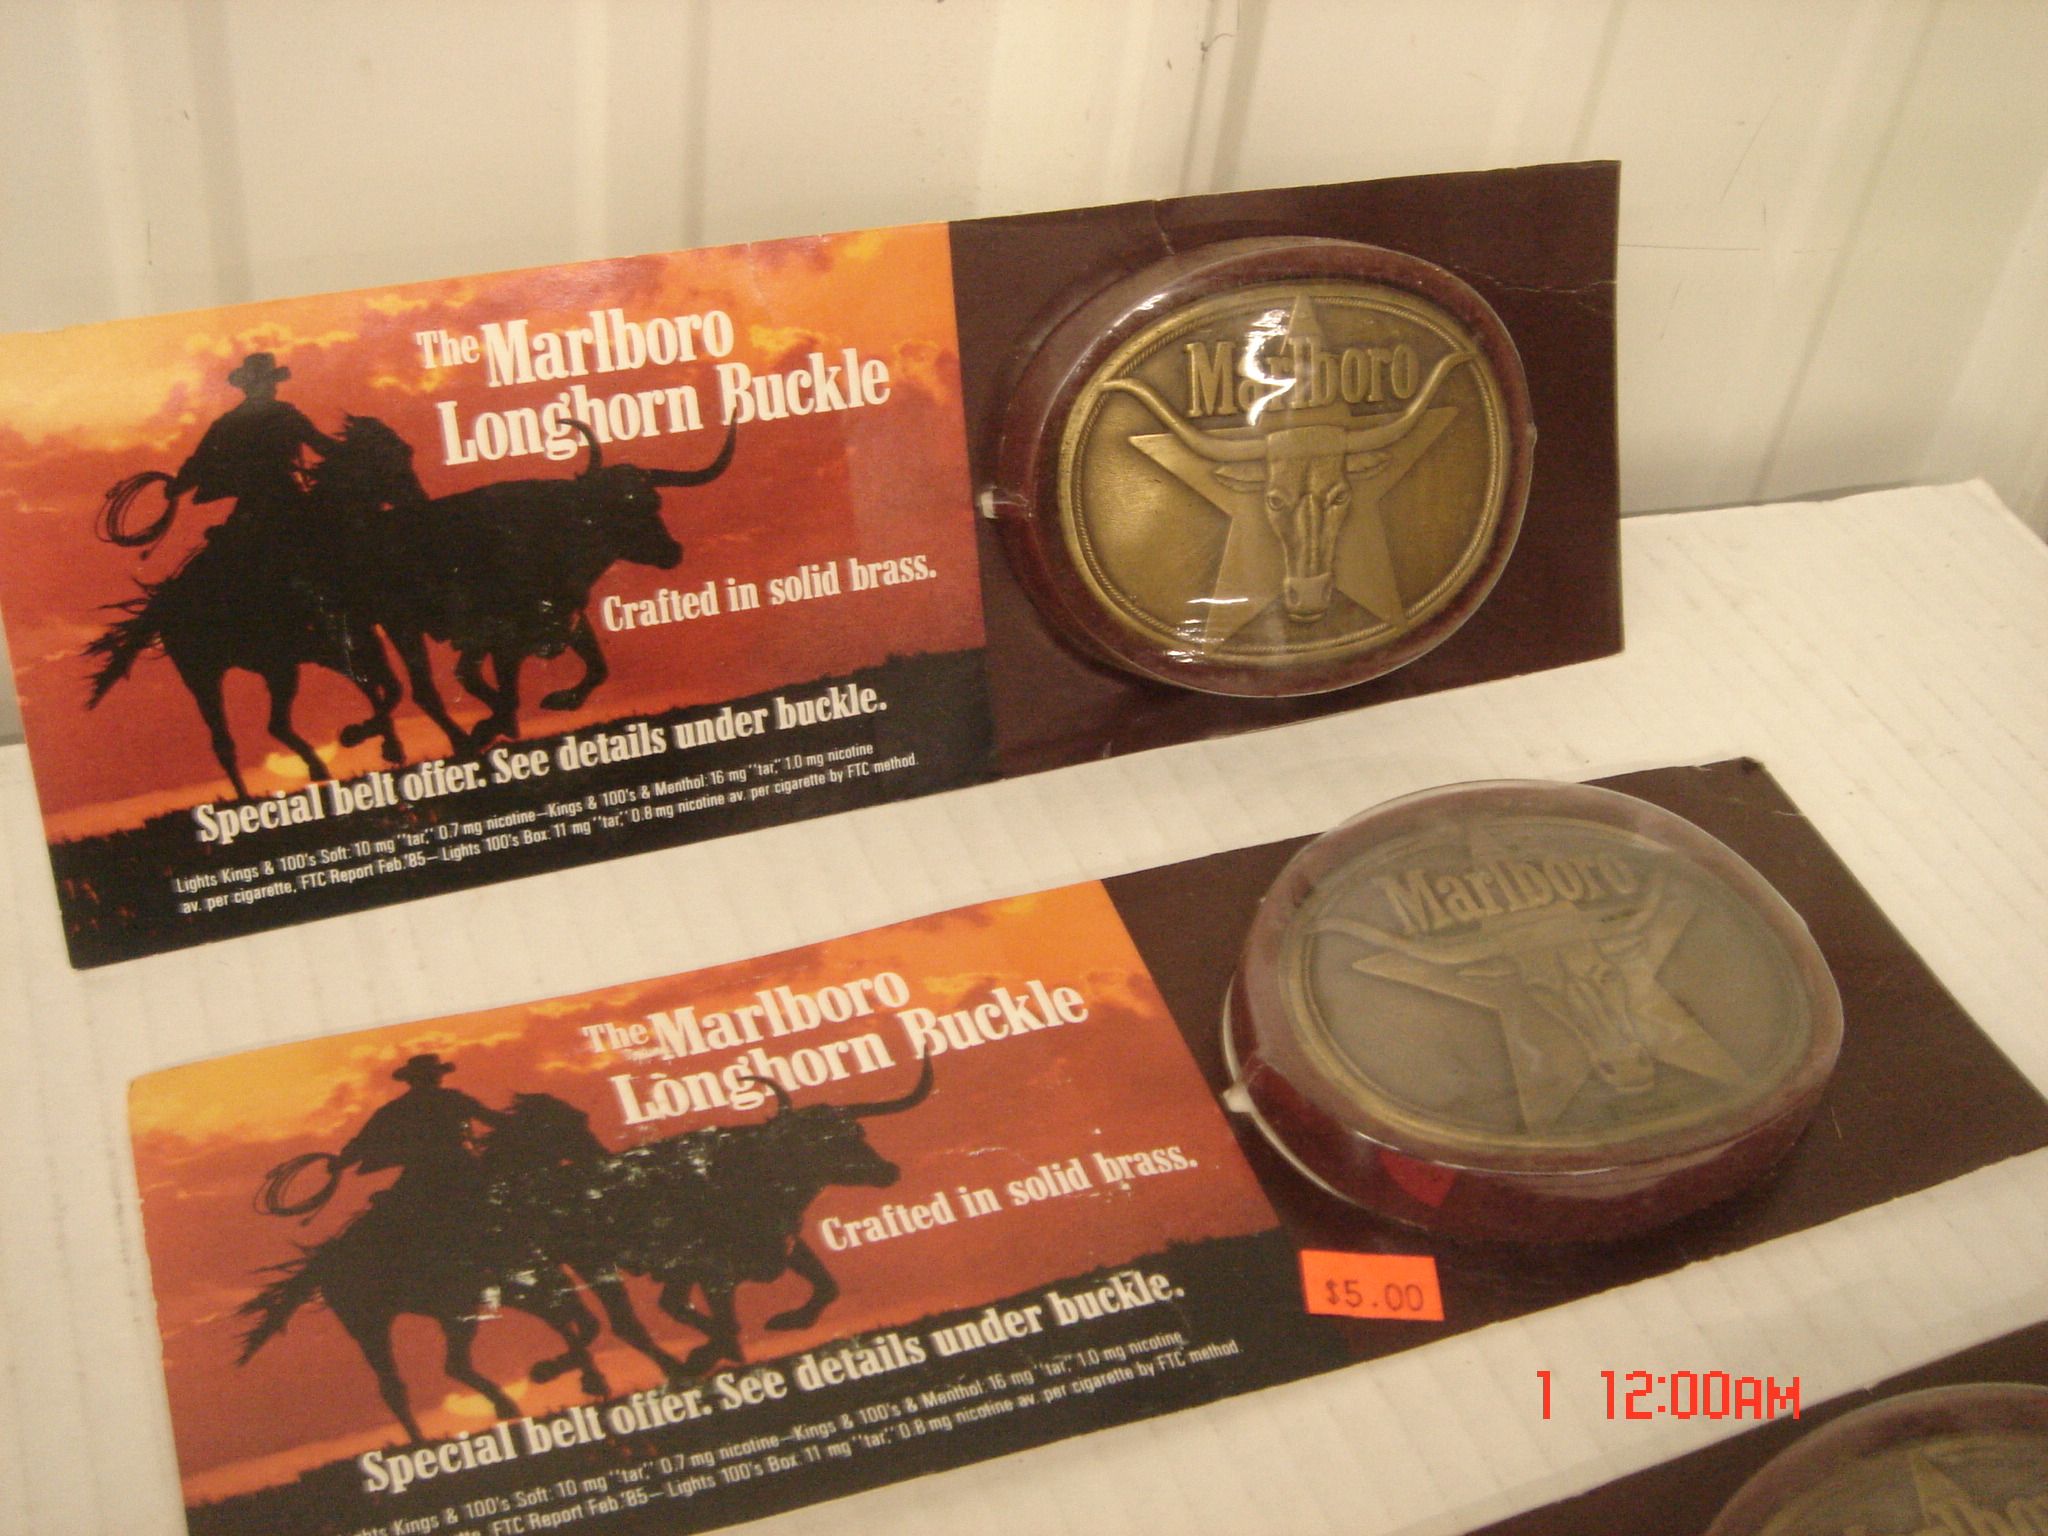 The Marlboro
Longhorn Buckle
Crafted in solid brass.
Special belt offer. See details under buckle.
Lights Kings & 100's Soft: 10 mg "tar," 0.7 mg nicotine—Kings & 100's & Menthol: 16 mg "tar," 1.0 mg nicotine
av. per cigarette, FTC Report Feb.'85—Lights 100's Box: 11 mg "tar," 0.8 mg nicotine av. per cigarette by FTC method.
Marlboro
The Marlboro
Longhorn Buckle
Crafted in solid brass.
Special belt offer. See details under buckle.
Kings & 100's Soft: 10 mg "tar," 0.7 mg nicotine—Kings & 100's & Menthol: 16 mg "tar," 1.0 mg nicotine
FTC Report Feb.'85—Lights 100's Box: 11 mg "tar," 0.8 mg nicotine av. per cigarette by FTC method.
Marlboro
$5.00
1 12:00AM